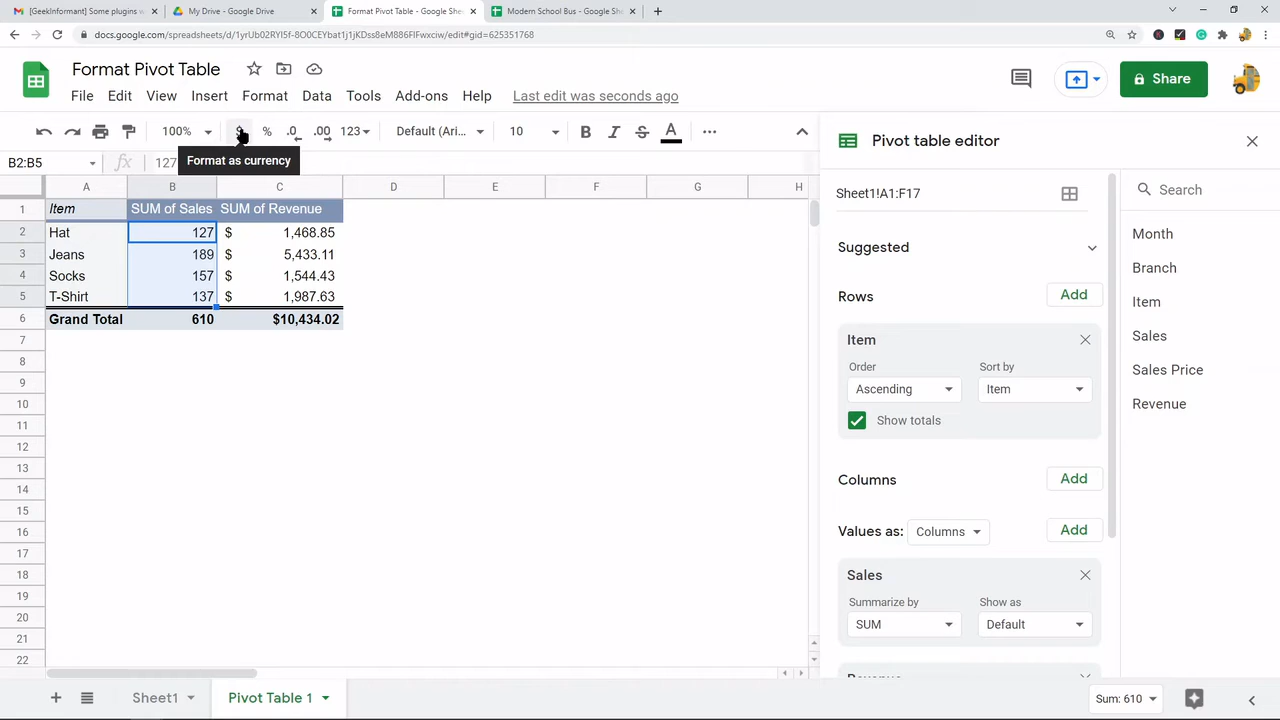 [GeekInformant] Some plugins w
My Drive - Google Drive
Format Pivot Table - Google She
Modern School Bus - Google She
docs.google.com/spreadsheets/d/1yrUb02RYI5f-8O0CEYbat1j1jKDss8eM886FlFwxciw/edit#gid=625351768
Format Pivot Table
File Edit View Insert Format Data Tools Add-ons Help Last edit was seconds ago
Share
100% $ % .0 .00 123 Default (Ari... 10 B I S A
Format as currency
B2:B5 fx 127
A B C D E F G H
1 Item SUM of Sales SUM of Revenue
2 Hat 127 $ 1,468.85
3 Jeans 189 $ 5,433.11
4 Socks 157 $ 1,544.43
5 T-Shirt 137 $ 1,987.63
6 Grand Total 610 $10,434.02
7
8
9
10
11
12
13
14
15
16
17
18
19
20
21
22
Pivot table editor
Sheet1!A1:F17
Suggested
Rows Add
Item
Order Sort by
Ascending Item
Show totals
Columns Add
Values as: Columns Add
Sales
Summarize by Show as
SUM Default
Search
Month
Branch
Item
Sales
Sales Price
Revenue
Sheet1 Pivot Table 1
Sum: 610